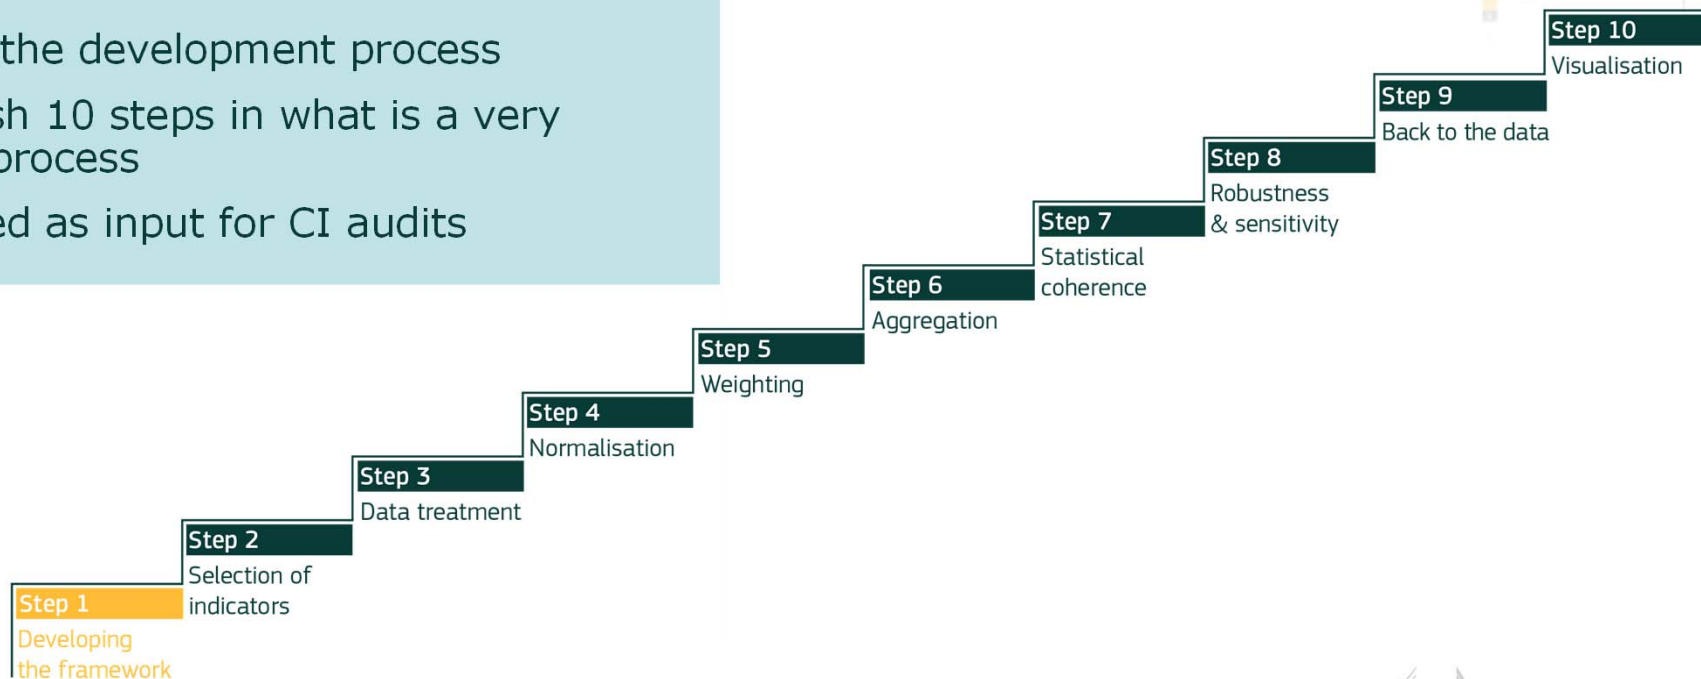 the development process
10 steps in what is a very
process
as input for CI audits
Step 10
Visualisation
Step 9
Back to the data
Step 8
Robustness
& sensitivity
Step 7
Statistical
coherence
Step 6
Aggregation
Step 5
Weighting
Step 4
Normalisation
Step 3
Data treatment
Step 2
Selection of
indicators
Step 1
Developing
the framework